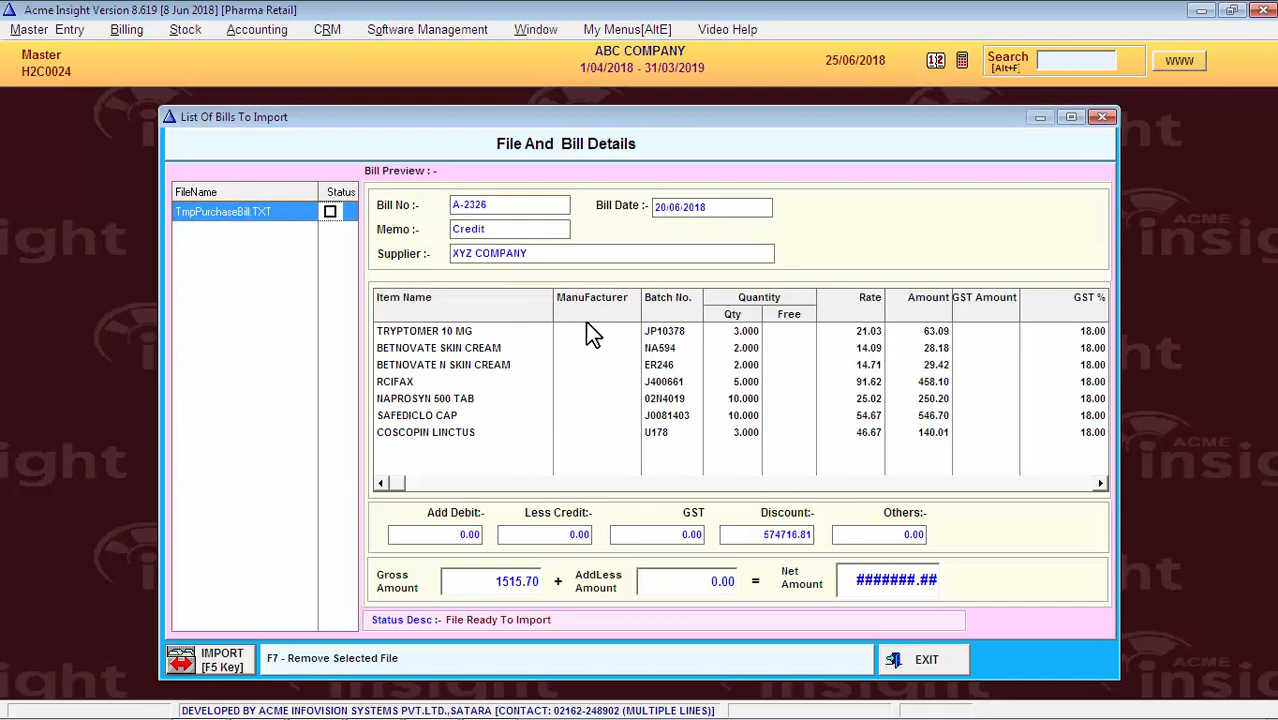 Acme Insight Version 8.619 [8 Jun 2018] [Pharma Retail]
Master Entry Billing Stock Accounting CRM Software Management Window My Menus[AltE] Video Help
Master
H2C0024
ABC COMPANY
1/04/2018 - 31/03/2019
25/06/2018
12
Search
[Alt+F]
WWW
List Of Bills To Import
File And Bill Details
Bill Preview : -
FileName Status
TmpPurchaseBill.TXT
Bill No :- A-2326 Bill Date :- 20/06/2018
Memo :- Credit
Supplier :- XYZ COMPANY
Item Name ManuFacturer Batch No. Quantity Rate Amount GST Amount GST %
Qty Free
TRYPTOMER 10 MG JP10378 3.000 21.03 63.09 18.00
BETNOVATE SKIN CREAM NA594 2.000 14.09 28.18 18.00
BETNOVATE N SKIN CREAM ER246 2.000 14.71 29.42 18.00
RCIFAX J400661 5.000 91.62 458.10 18.00
NAPROSYN 500 TAB 02N4019 10.000 25.02 250.20 18.00
SAFEDICLO CAP J0081403 10.000 54.67 546.70 18.00
COSCOPIN LINCTUS U178 3.000 46.67 140.01 18.00
Add Debit:- Less Credit:- GST Discount:- Others:-
0.00 0.00 0.00 574716.81 0.00
Gross Amount 1515.70 + AddLess Amount 0.00 = Net Amount #######.##
Status Desc :- File Ready To Import
IMPORT
[F5 Key]
F7 - Remove Selected File
EXIT
DEVELOPED BY ACME INFOVISION SYSTEMS PVT.LTD.,SATARA [CONTACT: 02162-248902 (MULTIPLE LINES)]